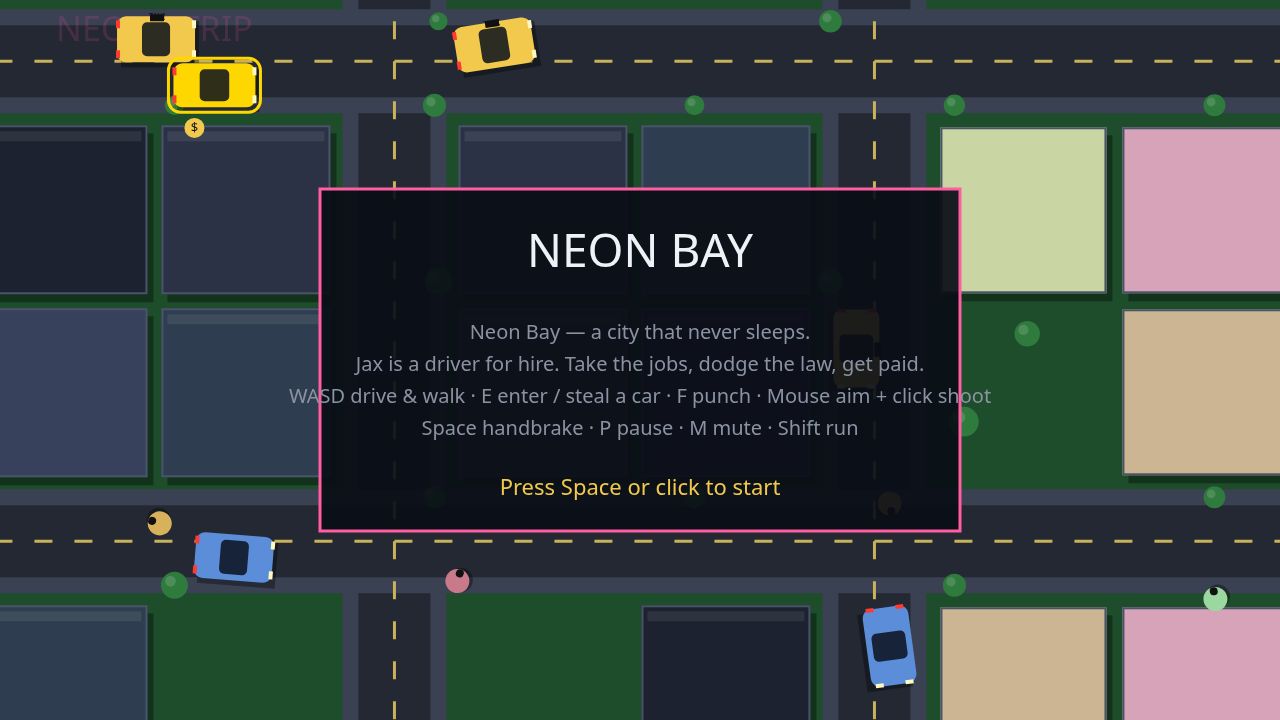 $
NEON BAY
Neon Bay — a city that never sleeps.
Jax is a driver for hire. Take the jobs, dodge the law, get paid.
WASD drive & walk · E enter / steal a car · F punch · Mouse aim + click shoot
Space handbrake · P pause · M mute · Shift run
Press Space or click to start